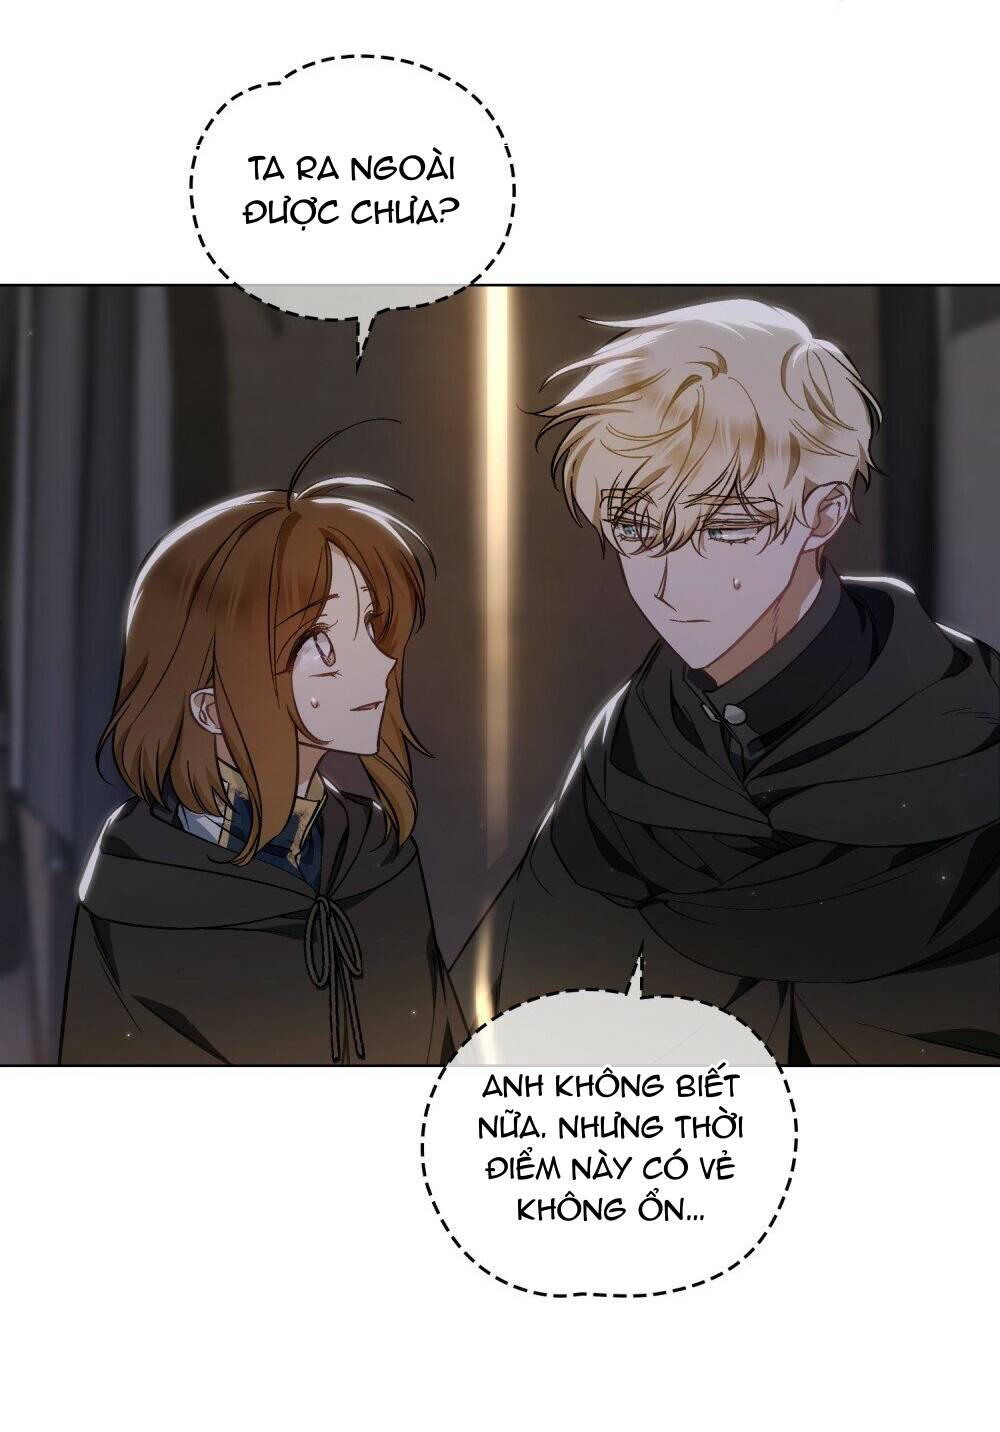 TA RA NGOÀI
ĐƯỢC CHƯA?
ANH KHÔNG BIẾT
NỮA. NHƯNG THỜI
ĐIỂM NÀY CÓ VẺ
KHÔNG ỔN...